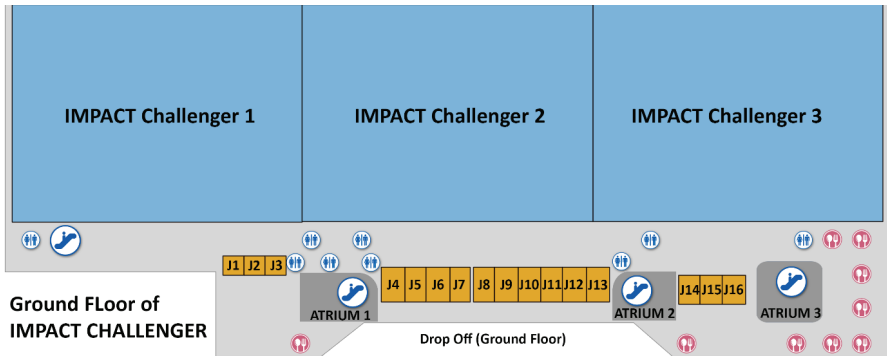 IMPACT Challenger 1
IMPACT Challenger 2
IMPACT Challenger 3
J1 J2 J3
J4 J5 J6 J7 J8 J9 J10 J11 J12 J13
J14 J15 J16
ATRIUM 1
ATRIUM 2
ATRIUM 3
Ground FLoor of
IMPACT CHALLENGER
Drop Off (Ground Floor)